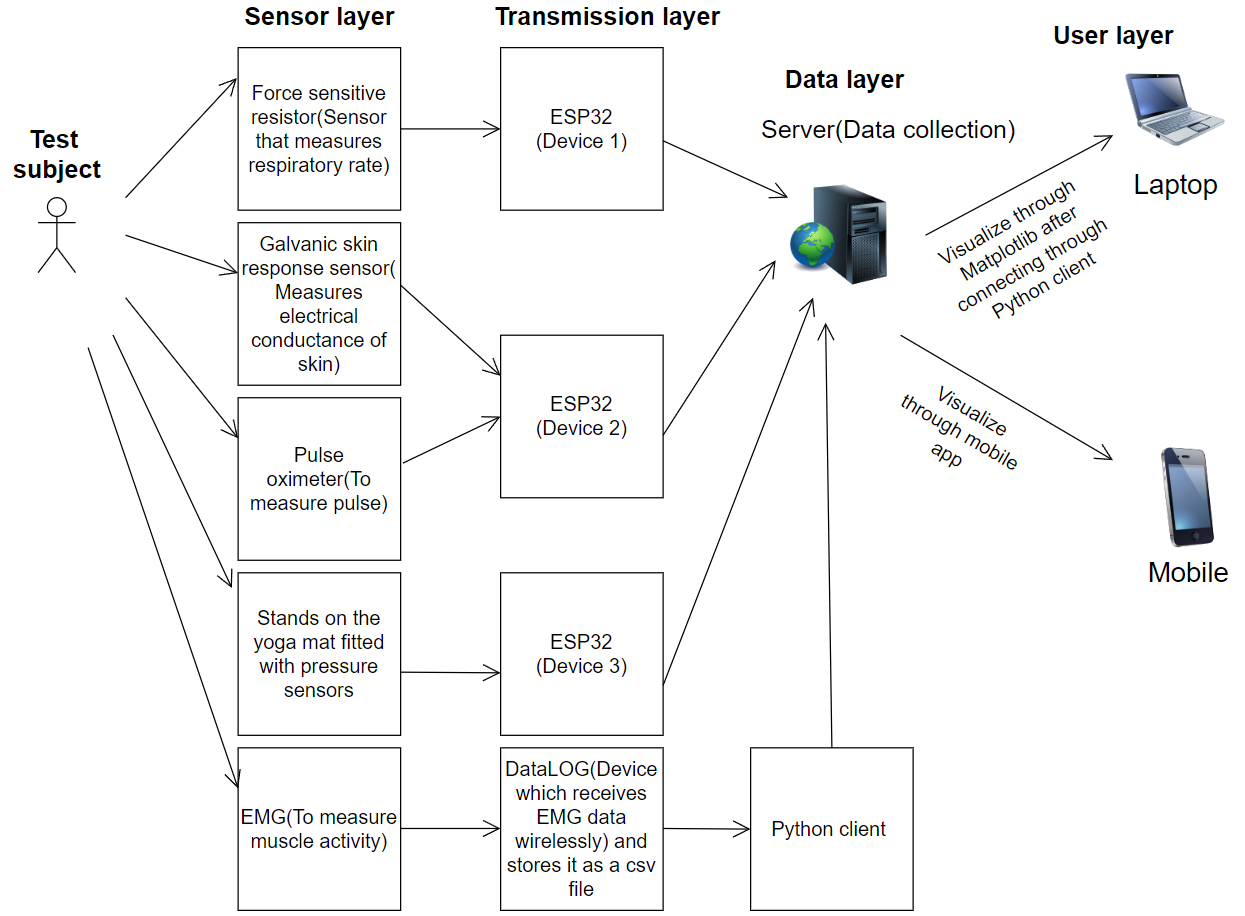 Sensor layer
Transmission layer
User layer
Data layer
Server(Data collection)
Test
subject
Force sensitive
resistor(Sensor
that measures
respiratory rate)
ESP32
(Device 1)
Laptop
Galvanic skin
response sensor(
Measures
electrical
conductance of
skin)
Visualize through
Matplotlib after
connecting through
Python client
ESP32
(Device 2)
Visualize
through mobile
app
Pulse
oximeter(To
measure pulse)
Mobile
Stands on the
yoga mat fitted
with pressure
sensors
ESP32
(Device 3)
EMG(To measure
muscle activity)
DataLOG(Device
which receives
EMG data
wirelessly) and
stores it as a csv
file
Python client